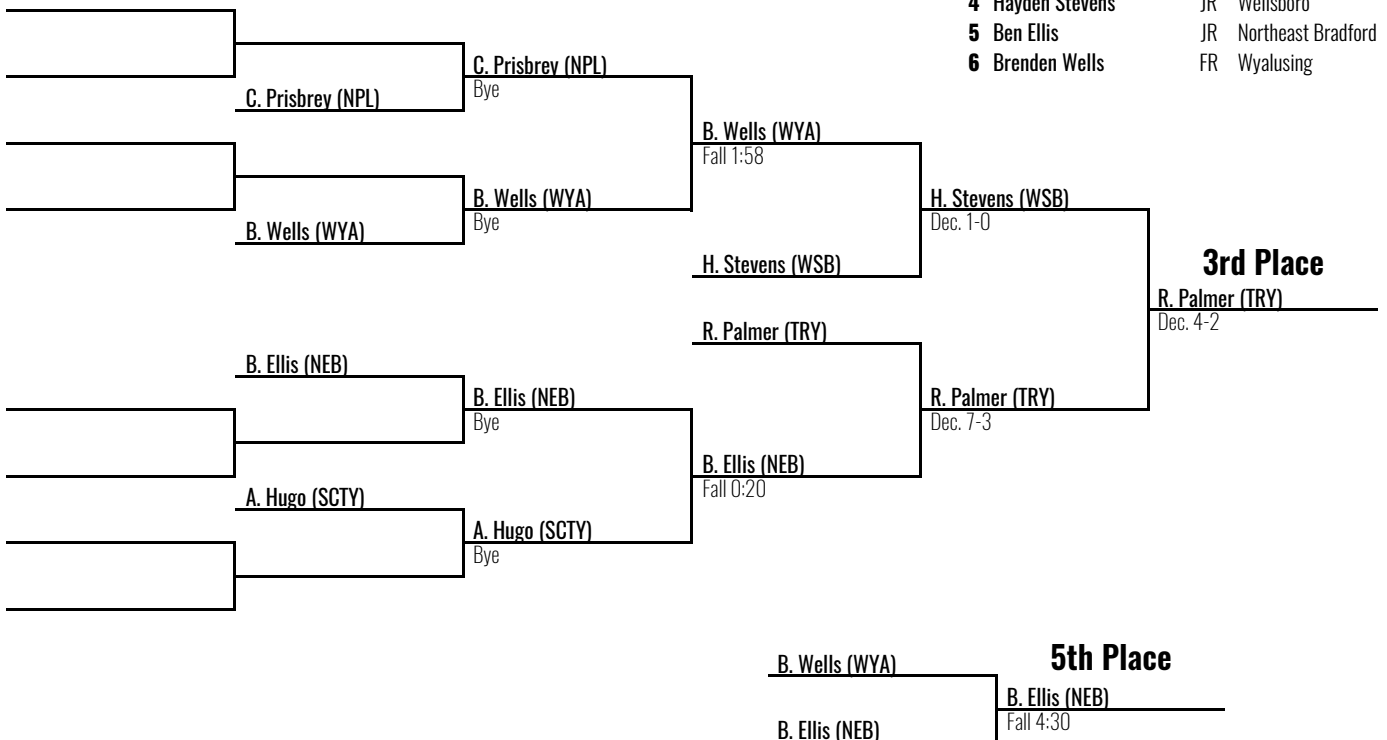 4 Hayden Stevens JR Wellsboro
5 Ben Ellis JR Northeast Bradford
6 Brenden Wells FR Wyalusing
C. Prisbrey (NPL)
Bye
C. Prisbrey (NPL)
B. Wells (WYA)
Fall 1:58
B. Wells (WYA)
Bye
B. Wells (WYA)
H. Stevens (WSB)
Dec. 1-0
H. Stevens (WSB)
3rd Place
R. Palmer (TRY)
Dec. 4-2
R. Palmer (TRY)
B. Ellis (NEB)
B. Ellis (NEB)
Bye
R. Palmer (TRY)
Dec. 7-3
B. Ellis (NEB)
Fall 0:20
A. Hugo (SCTY)
A. Hugo (SCTY)
Bye
5th Place
B. Wells (WYA)
B. Ellis (NEB)
Fall 4:30
B. Ellis (NEB)